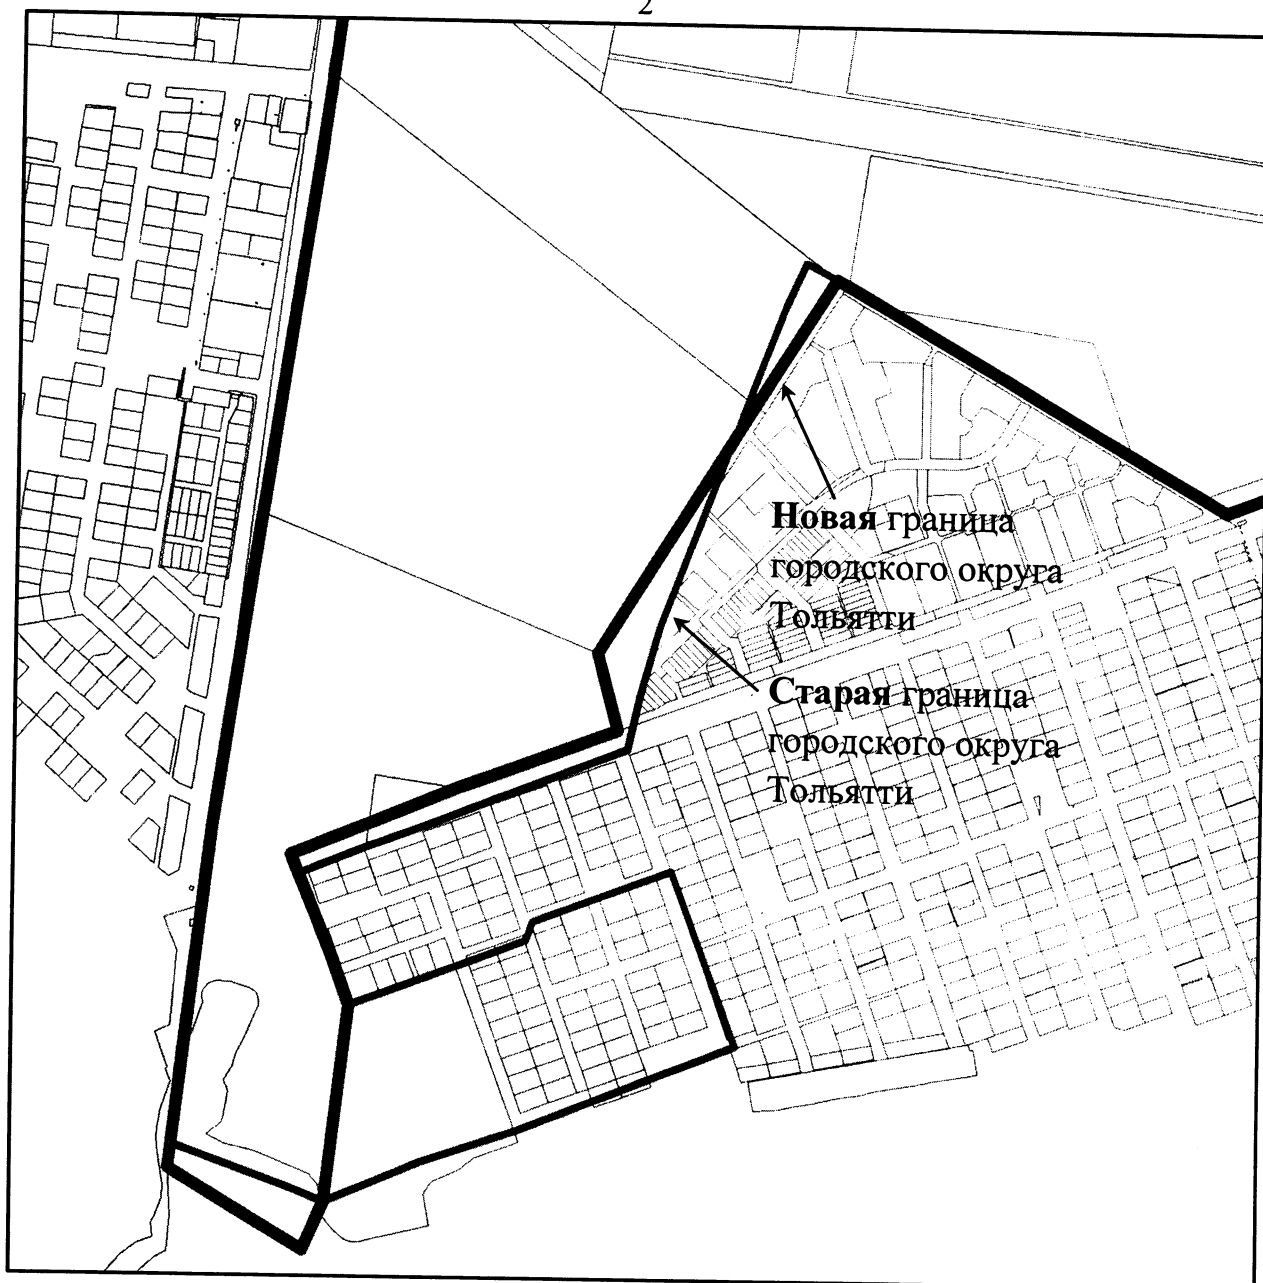 2
Новая граница
городского округа
Тольятти
Старая граница
городского округа
Тольятти